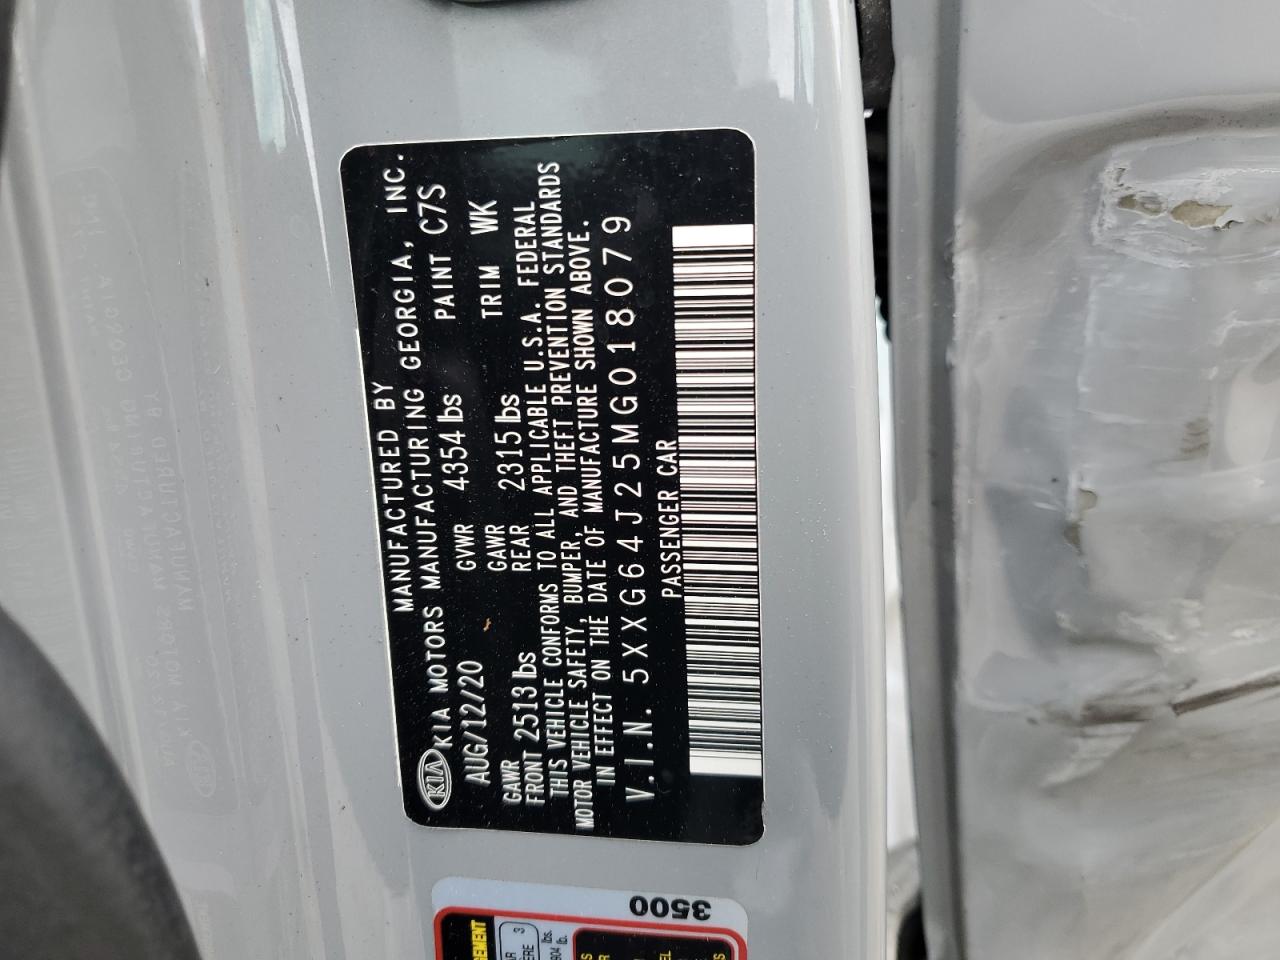 MANUFACTURED BY
KIA KIA MOTORS MANUFACTURING GEORGIA, INC.
AUG/12/20 GVWR 4354 lbs PAINT C7S
GAWR FRONT 2513 lbs GAWR REAR 2315 lbs TRIM WK
THIS VEHICLE CONFORMS TO ALL APPLICABLE U.S.A. FEDERAL
MOTOR VEHICLE SAFETY, BUMPER, AND THEFT PREVENTION STANDARDS
IN EFFECT ON THE DATE OF MANUFACTURE SHOWN ABOVE.
V.I.N. 5XXG64J25MG018079
PASSENGER CAR
3500